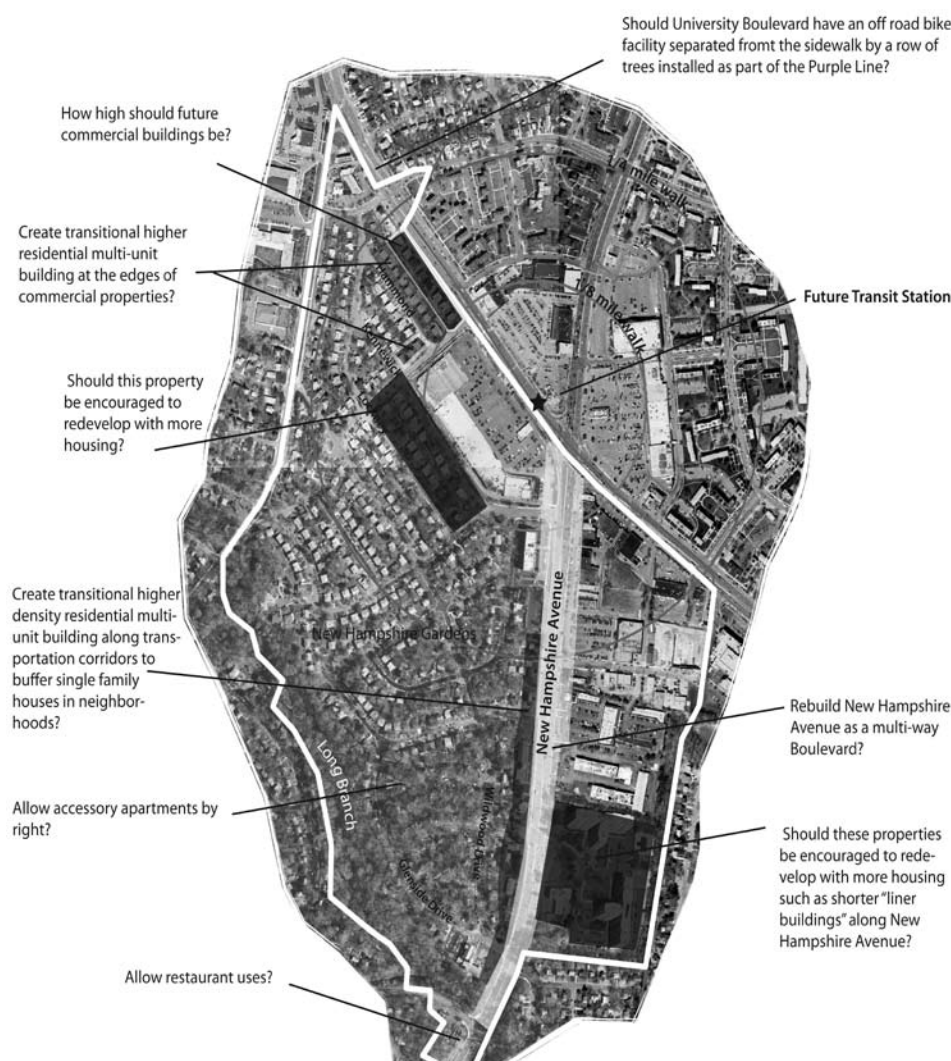 Should University Boulevard have an off road bike
facility separated fromt the sidewalk by a row of
trees installed as part of the Purple Line?
How high should future
commercial buildings be?
mile walk
Create transitional higher
residential multi-unit
building at the edges of
commercial properties?
Hammond
1/8 mile walk
Future Transit Station
Should this property
be encouraged to
redevelop with more
housing?
Create transitional higher
density residential multi-
unit building along trans-
portation corridors to
buffer single family
houses in neighbor-
hoods?
New Hampshire Gardens
New Hampshire Avenue
Rebuild New Hampshire
Avenue as a multi-way
Boulevard?
Long Branch
Allow accessory apartments by
right?
Wildwood Drive
Glenside Drive
Should these properties
be encouraged to rede-
velop with more housing
such as shorter "liner
buildings" along New
Hampshire Avenue?
Allow restaurant uses?